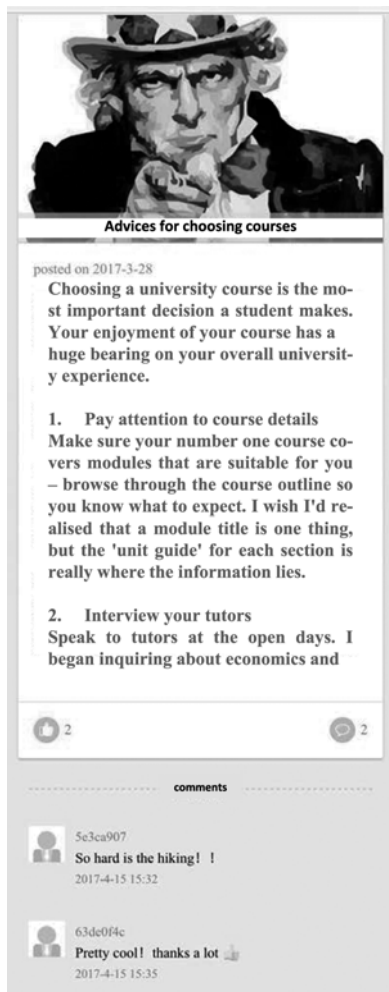 Advices for choosing courses
posted on 2017-3-28
Choosing a university course is the mo-
st important decision a student makes.
Your enjoyment of your course has a
huge bearing on your overall universit-
y experience.
1. Pay attention to course details
Make sure your number one course co-
vers modules that are suitable for you
– browse through the course outline so
you know what to expect. I wish I'd re-
alised that a module title is one thing,
but the 'unit guide' for each section is
really where the information lies.
2. Interview your tutors
Speak to tutors at the open days. I
began inquiring about economics and
2
2
comments
5e3ca907
So hard is the hiking！！
2017-4-15 15:32
63de0f4c
Pretty cool！ thanks a lot
2017-4-15 15:35